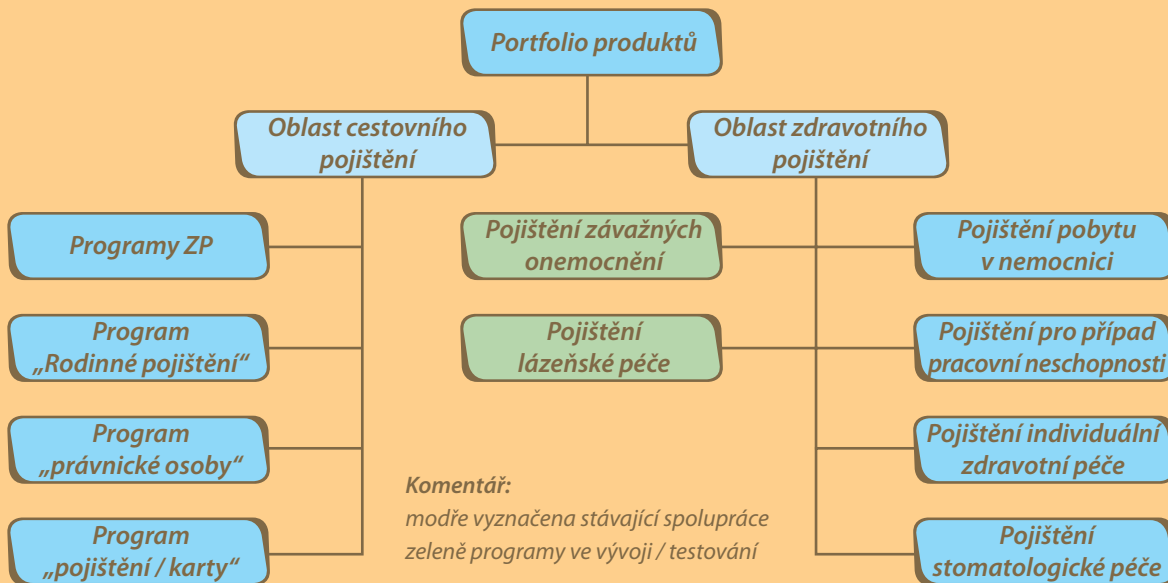 Portfolio produktů
Oblast cestovního
pojištění
Oblast zdravotního
pojištění
Programy ZP
Program
„Rodinné pojištění“
Program
„právnické osoby“
Program
„pojištění / karty“
Pojištění závažných
onemocnění
Pojištění
lázeňské péče
Pojištění pobytu
v nemocnici
Pojištění pro případ
pracovní neschopnosti
Pojištění individuální
zdravotní péče
Pojištění
stomatologické péče
Komentář:
modře vyznačena stávající spolupráce
zeleně programy ve vývoji / testování